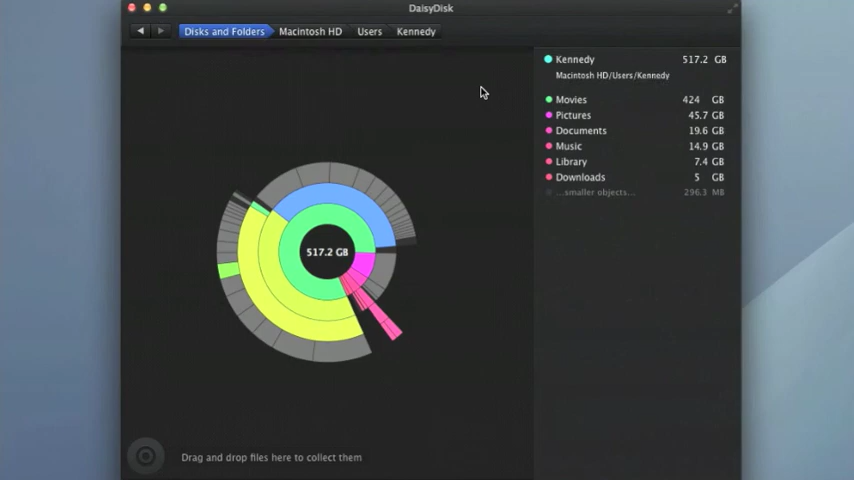 DaisyDisk
Disks and Folders Macintosh HD Users Kennedy
Kennedy 517.2 GB
Macintosh HD/Users/Kennedy
Movies 424 GB
Pictures 45.7 GB
Documents 19.6 GB
Music 14.9 GB
Library 7.4 GB
Downloads 5 GB
...smaller objects... 296.3 MB
517.2 GB
Drag and drop files here to collect them